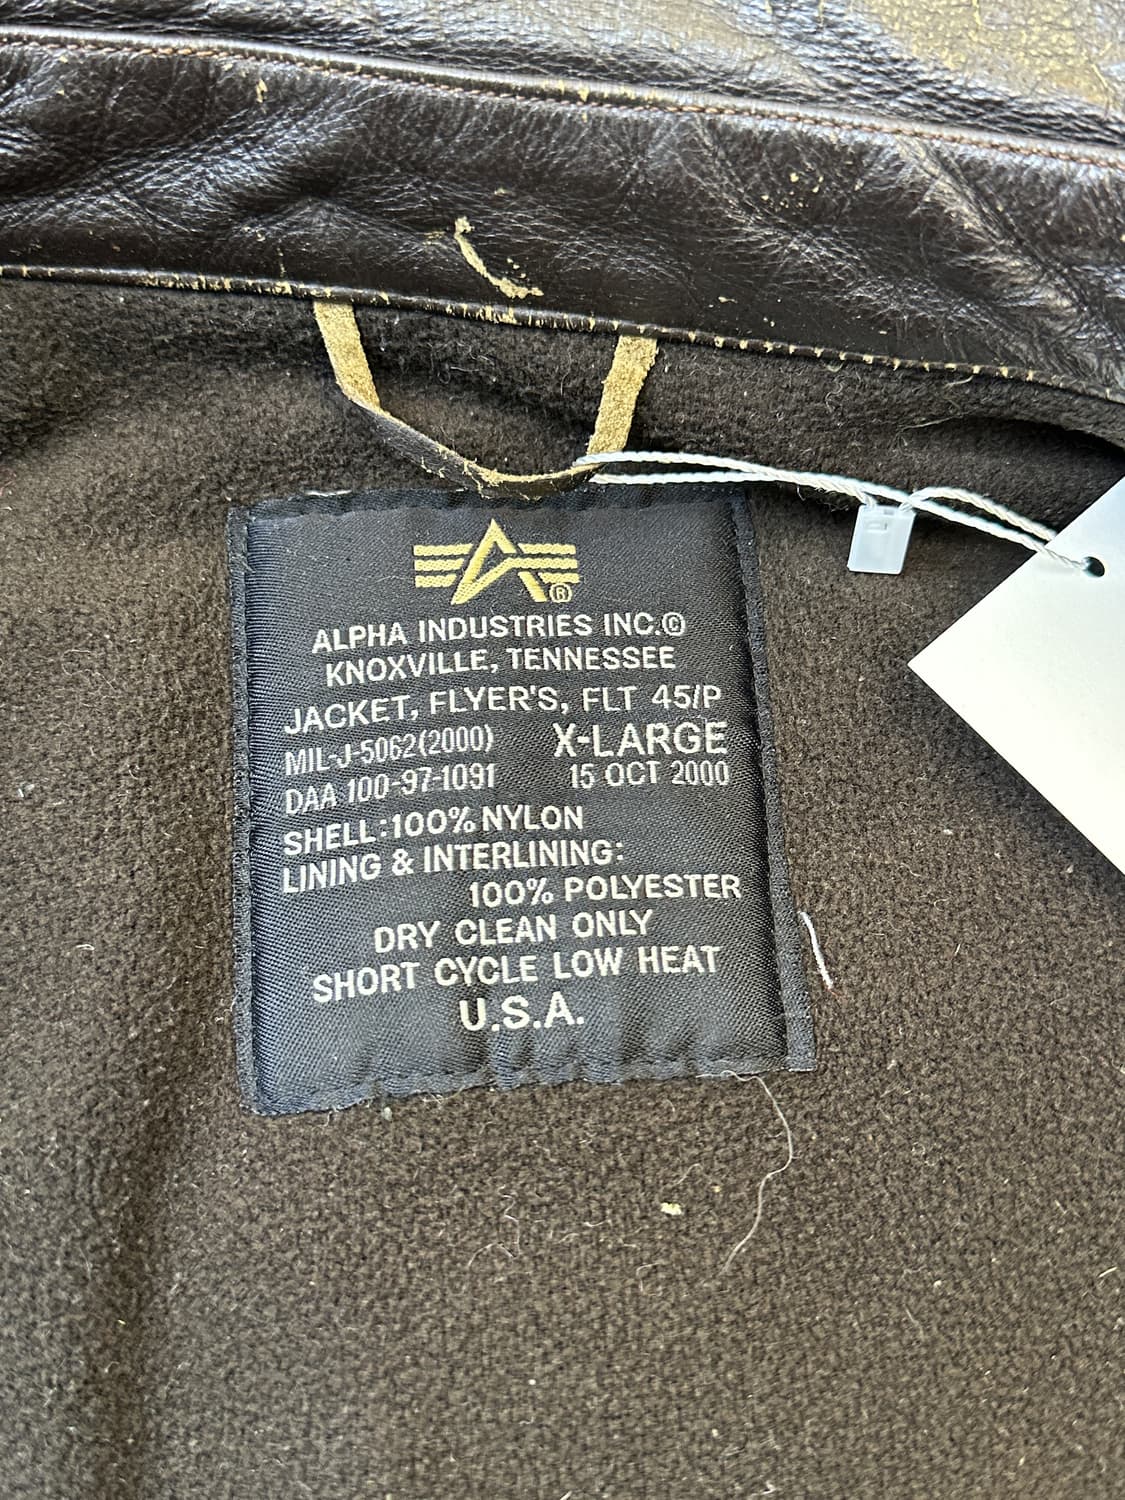 ALPHA INDUSTRIES INC.©
KNOXVILLE, TENNESSEE
JACKET, FLYER'S, FLT 45/P
MIL-J-5062(2000) X-LARGE
DAA 100-97-1091 15 OCT 2000
SHELL:100% NYLON
LINING & INTERLINING:
100% POLYESTER
DRY CLEAN ONLY
SHORT CYCLE LOW HEAT
U.S.A.